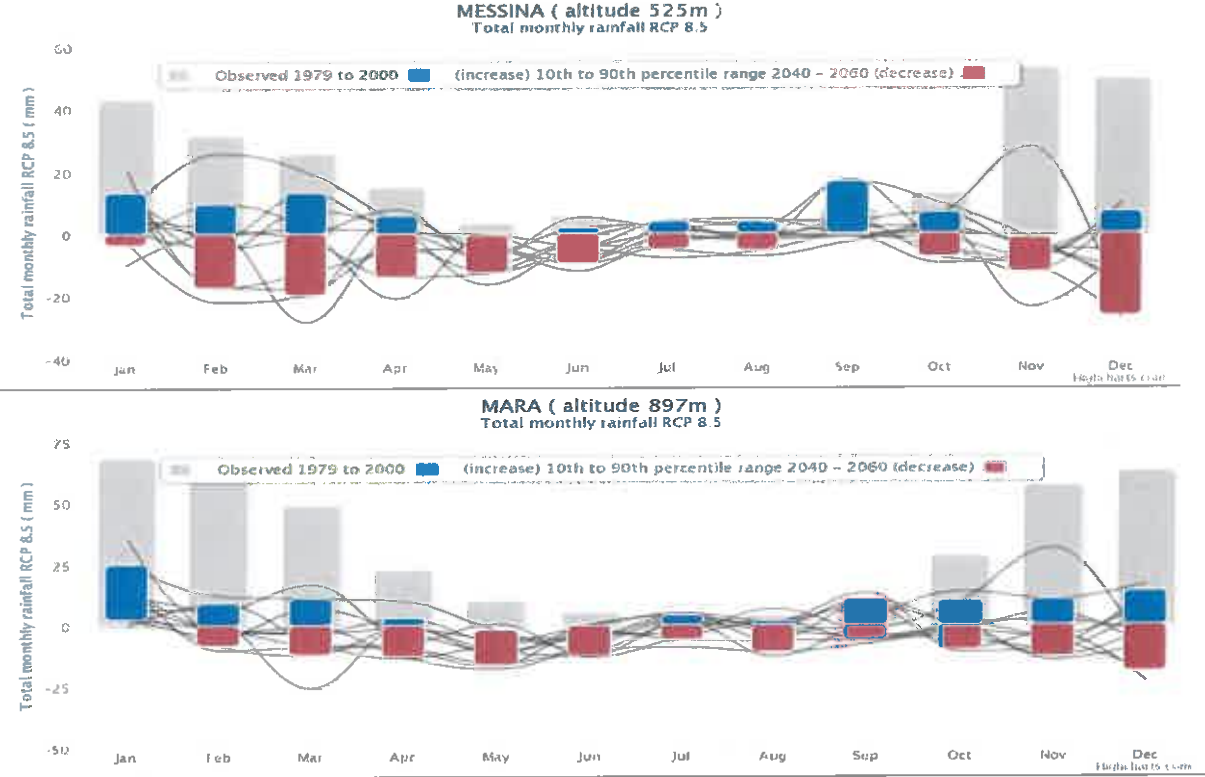 MESSINA ( altitude 525m )
Total monthly rainfall RCP 8.5
Observed 1979 to 2000 (increase) 10th to 90th percentile range 2040 - 2060 (decrease)
Total monthly rainfall RCP 8.5 ( mm )
60
40
20
0
-20
-40
Jan Feb Mar Apr May Jun Jul Aug Sep Oct Nov Dec
Highcharts.com
MARA ( altitude 897m )
Total monthly rainfall RCP 8.5
Observed 1979 to 2000 (increase) 10th to 90th percentile range 2040 - 2060 (decrease)
Total monthly rainfall RCP 8.5 ( mm )
75
50
25
0
-25
-50
Jan Feb Mar Apr May Jun Jul Aug Sep Oct Nov Dec
Highcharts.com